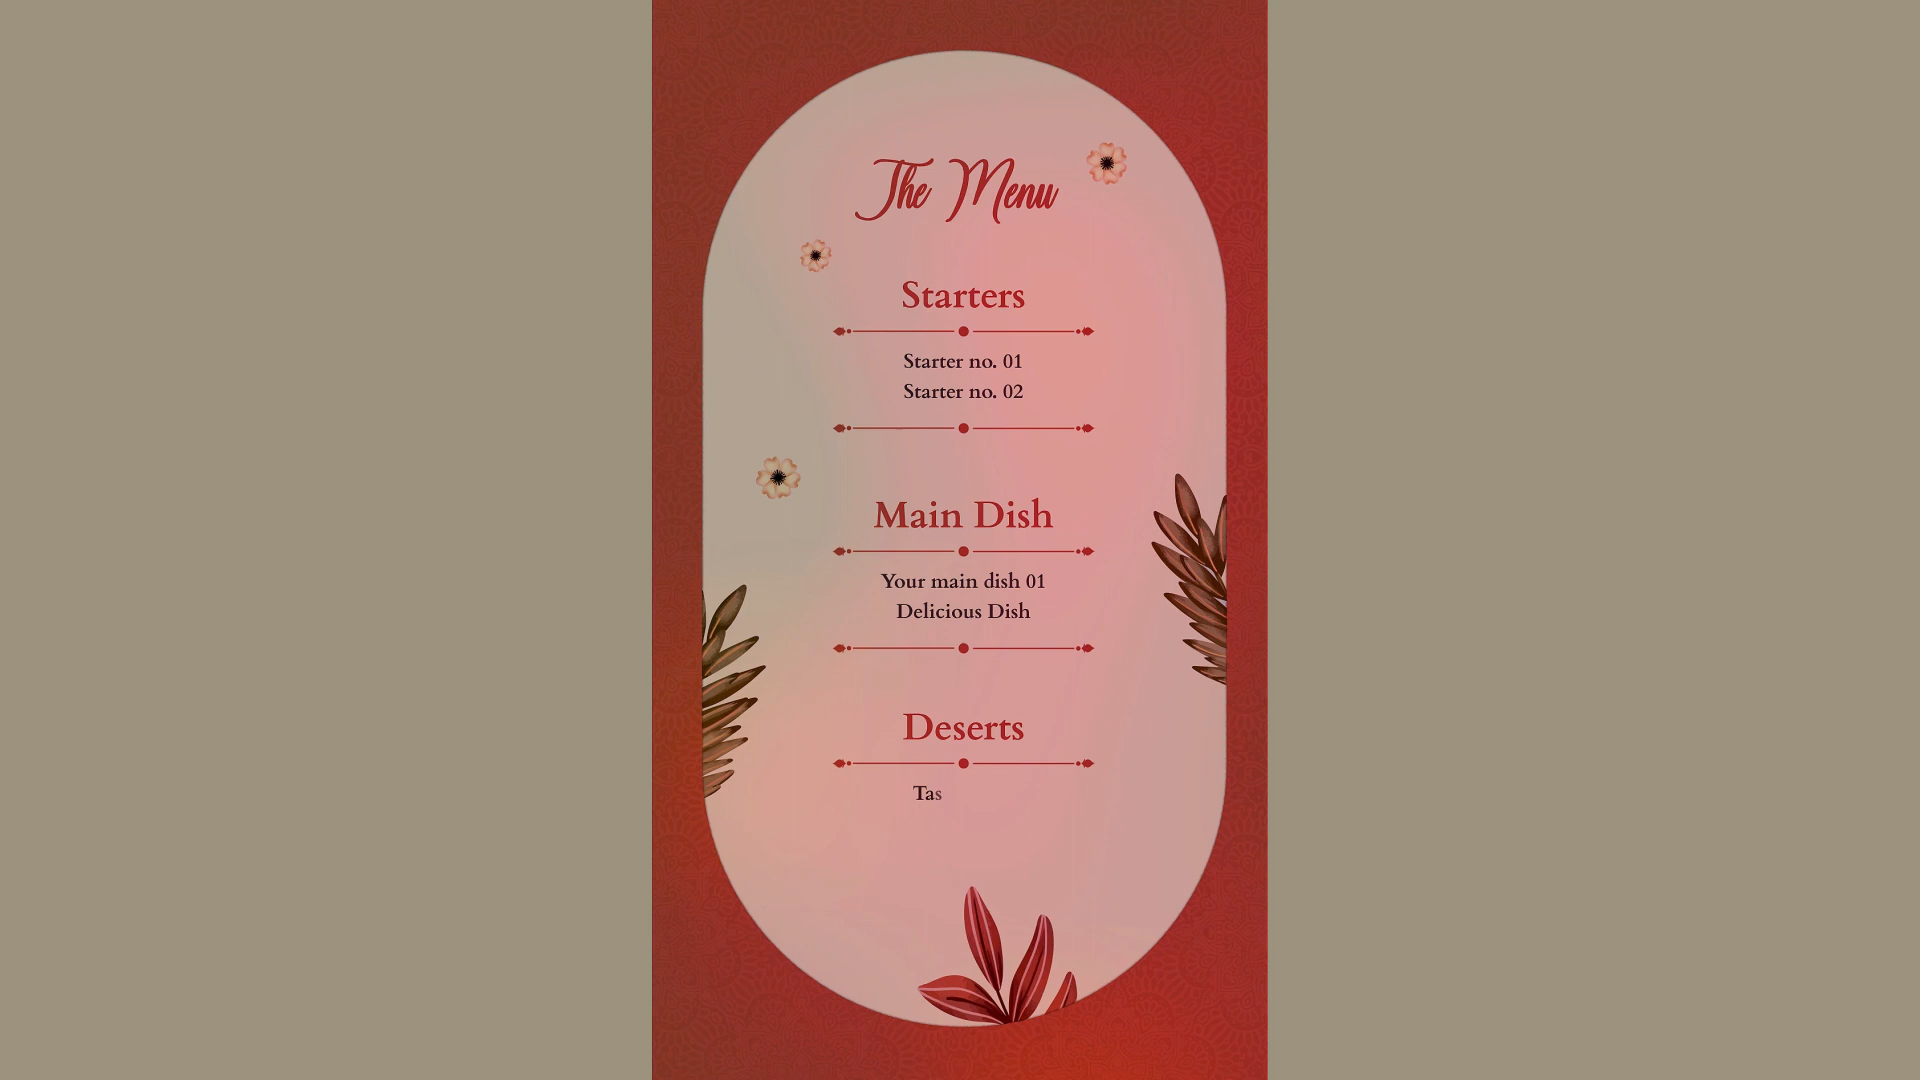 The Menu
Starters
Starter no. 01
Starter no. 02
Main Dish
Your main dish 01
Delicious Dish
Deserts
Tas